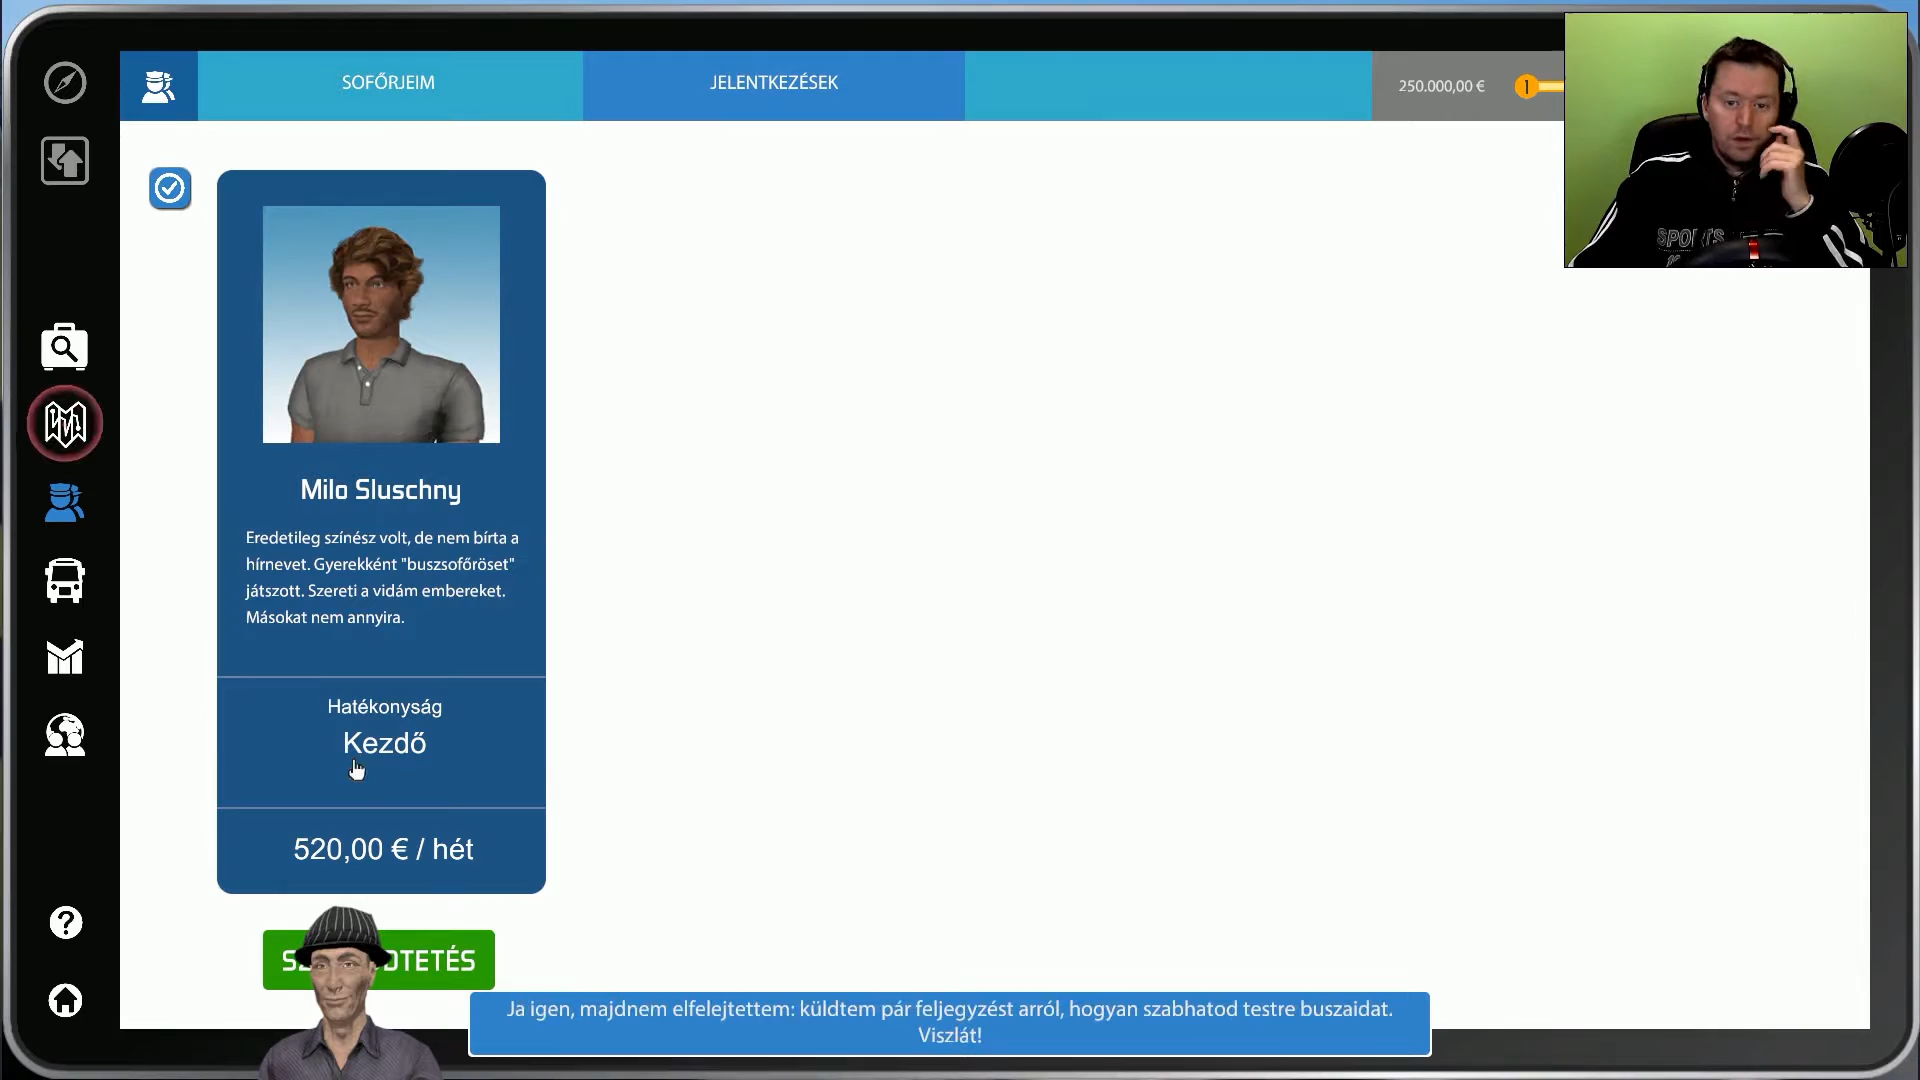 SOFŐRJEIM
JELENTKEZÉSEK
250.000,00 €
1
SPORTS
Milo Sluschny
Eredetileg színész volt, de nem bírta a
hírnevet. Gyerekként "buszsofőröset"
játszott. Szereti a vidám embereket.
Másokat nem annyira.
Hatékonyság
Kezdő
520,00 € / hét
Ja igen, majdnem elfelejtettem: küldtem pár feljegyzést arról, hogyan szabhatod testre buszaidat.
Viszlát!